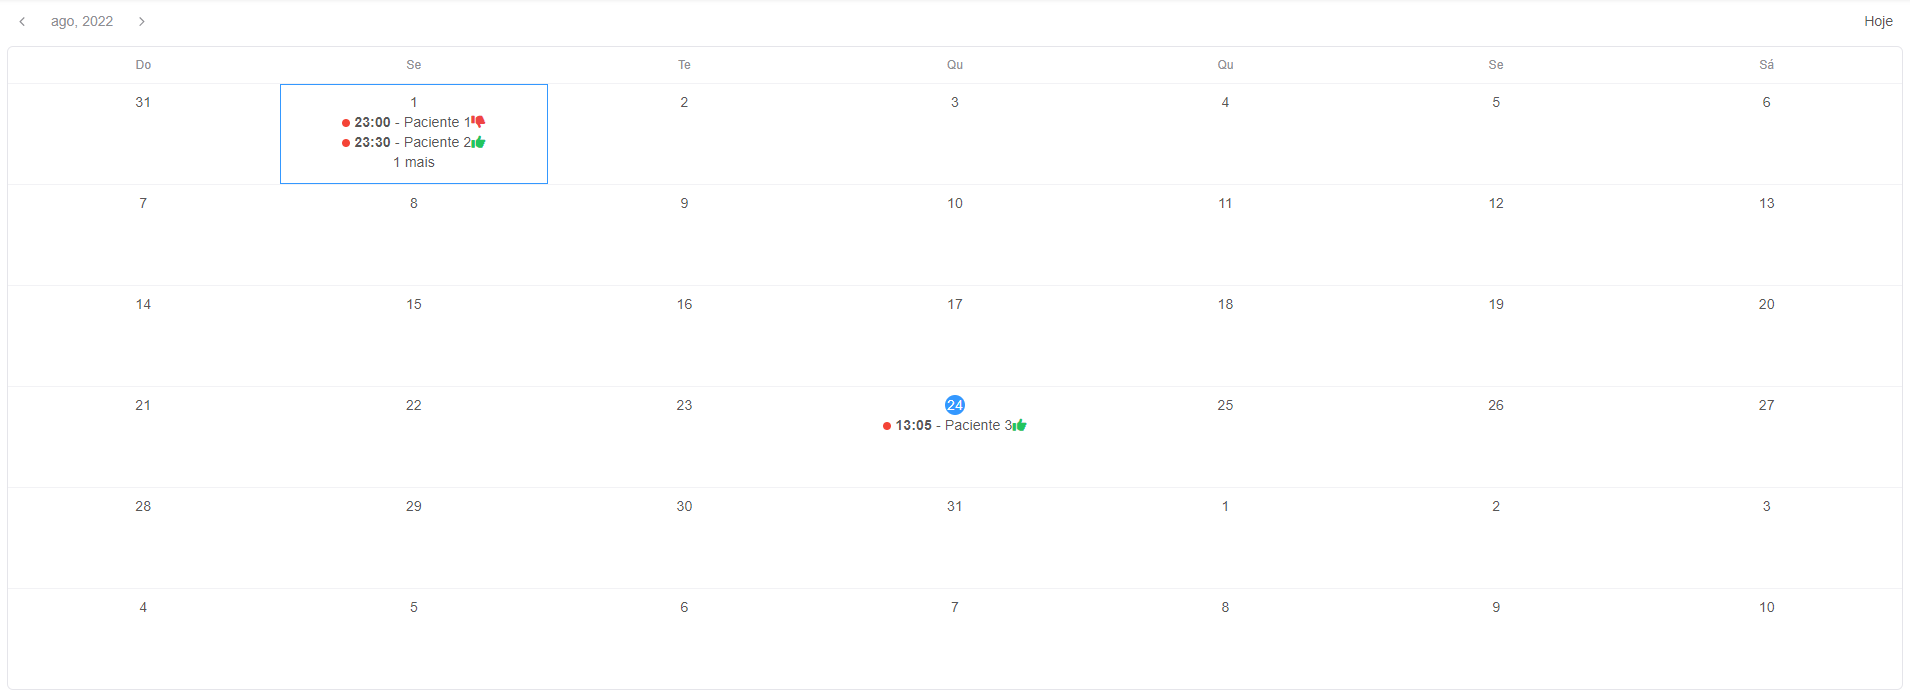 ago, 2022 Hoje
Do Se Te Qu Qu Se Sá
31 1 2 3 4 5 6
23:00 - Paciente 1
23:30 - Paciente 2
1 mais
7 8 9 10 11 12 13
14 15 16 17 18 19 20
21 22 23 24 25 26 27
13:05 - Paciente 3
28 29 30 31 1 2 3
4 5 6 7 8 9 10